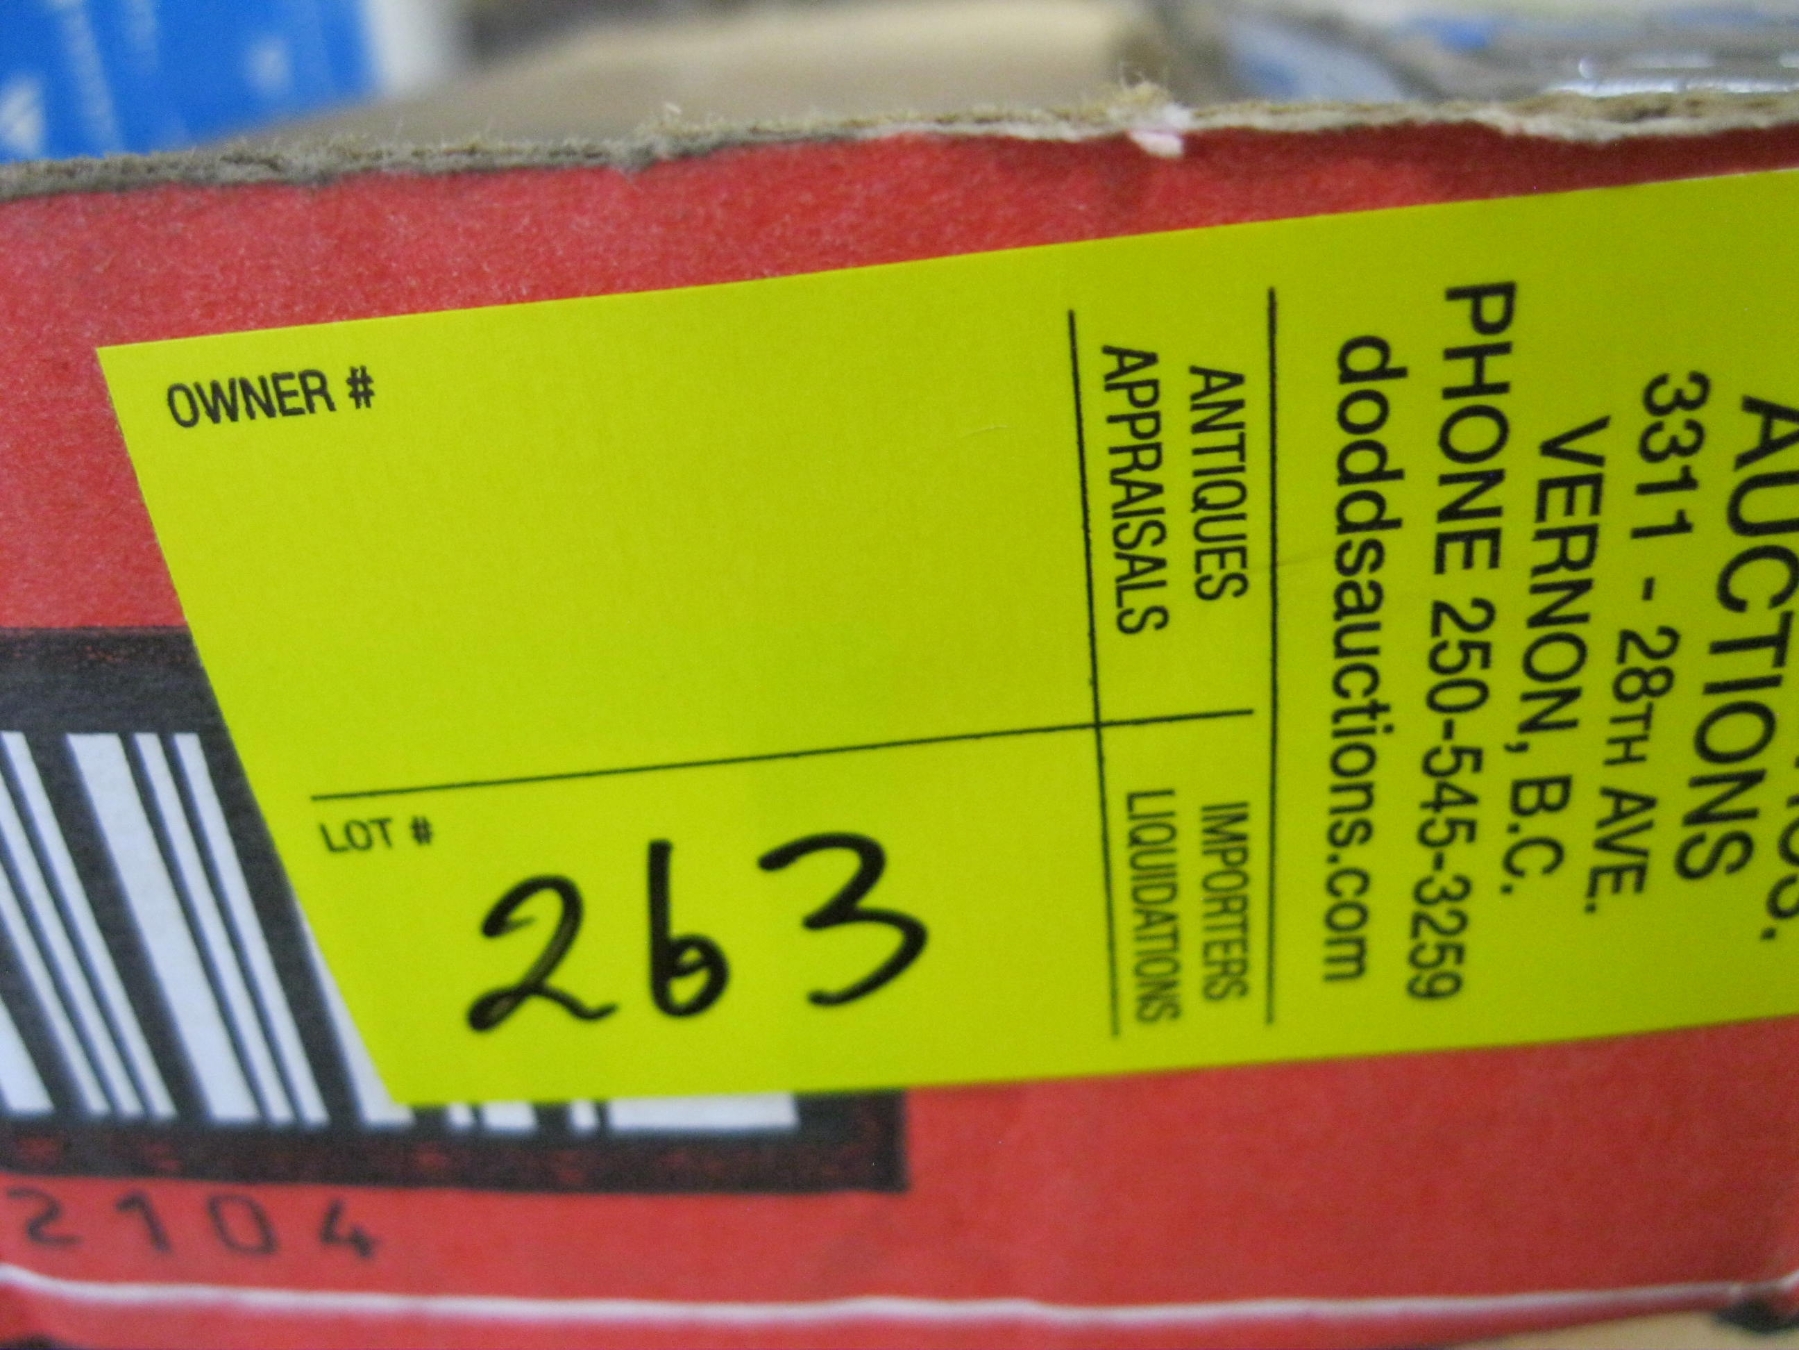 OWNER #
LOT #
263
ANTIQUES
APPRAISALS
IMPORTERS
LIQUIDATIONS
AUCTIONS
3311 - 28TH AVE.
VERNON, B.C.
PHONE 250-545-3259
doddsauctions.com
2104